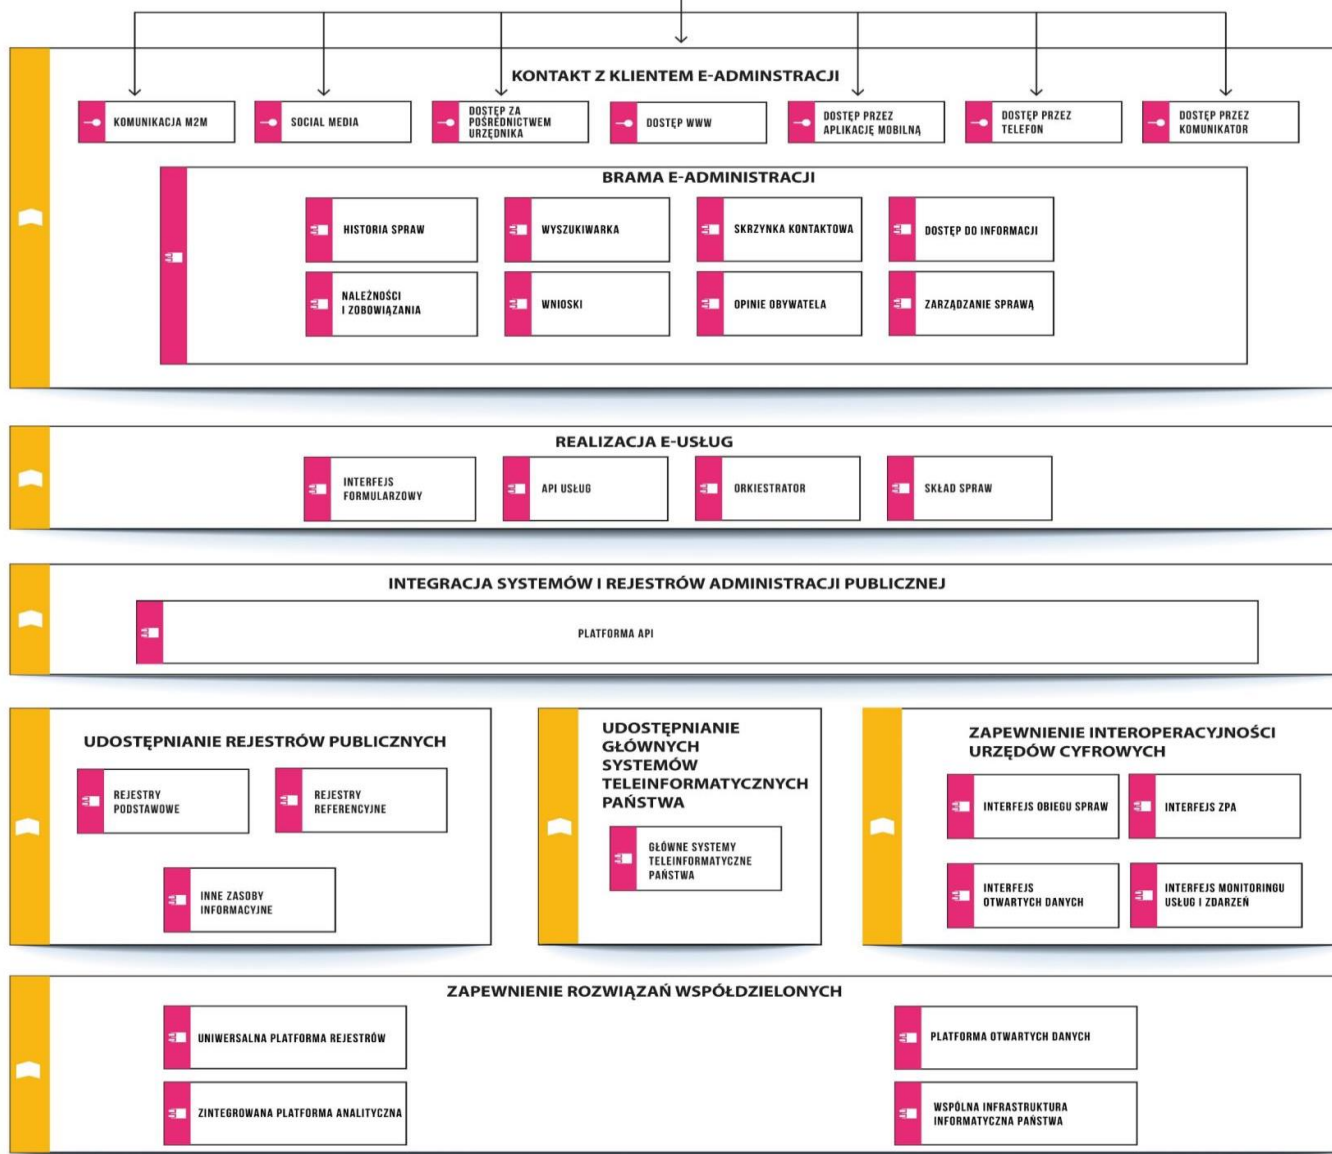 KONTAKT Z KLIENTEM E-ADMINSTRACJI
KOMUNIKACJA M2M
SOCIAL MEDIA
DOSTĘP ZA
POŚREDNICTWEM
URZĘDNIKA
DOSTĘP WWW
DOSTĘP PRZEZ
APLIKACJĘ MOBILNĄ
DOSTĘP PRZEZ
TELEFON
DOSTĘP PRZEZ
KOMUNIKATOR
BRAMA E-ADMINISTRACJI
HISTORIA SPRAW
WYSZUKIWARKA
SKRZYNKA KONTAKTOWA
DOSTĘP DO INFORMACJI
NALEŻNOŚCI
I ZOBOWIĄZANIA
WNIOSKI
OPINIE OBYWATELA
ZARZĄDZANIE SPRAWĄ
REALIZACJA E-USŁUG
INTERFEJS
FORMULARZOWY
API USŁUG
ORKIESTRATOR
SKŁAD SPRAW
INTEGRACJA SYSTEMÓW I REJESTRÓW ADMINISTRACJI PUBLICZNEJ
PLATFORMA API
UDOSTĘPNIANIE REJESTRÓW PUBLICZNYCH
REJESTRY
PODSTAWOWE
REJESTRY
REFERENCYJNE
INNE ZASOBY
INFORMACYJNE
UDOSTĘPNIANIE
GŁÓWNYCH
SYSTEMÓW
TELEINFORMATYCZNYCH
PAŃSTWA
GŁÓWNE SYSTEMY
TELEINFORMATYCZNE
PAŃSTWA
ZAPEWNIENIE INTEROPERACYJNOŚCI
URZĘDÓW CYFROWYCH
INTERFEJS OBIEGU SPRAW
INTERFEJS ZPA
INTERFEJS
OTWARTYCH DANYCH
INTERFEJS MONITORINGU
USŁUG I ZDARZEŃ
ZAPEWNIENIE ROZWIĄZAŃ WSPÓŁDZIELONYCH
UNIWERSALNA PLATFORMA REJESTRÓW
PLATFORMA OTWARTYCH DANYCH
ZINTEGROWANA PLATFORMA ANALITYCZNA
WSPÓLNA INFRASTRUKTURA
INFORMATYCZNA PAŃSTWA